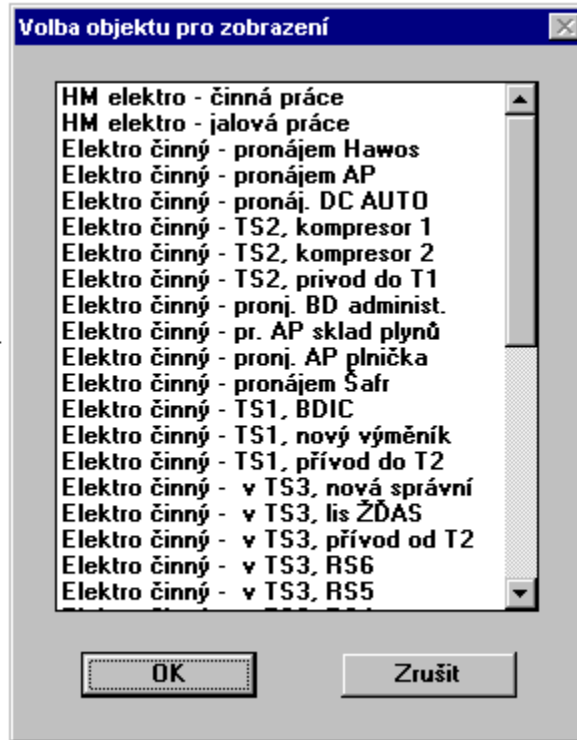 Volba objektu pro zobrazení
HM elektro - činná práce
HM elektro - jalová práce
Elektro činný - pronájem Hawos
Elektro činný - pronájem AP
Elektro činný - pronáj. DC AUTO
Elektro činný - TS2, kompresor 1
Elektro činný - TS2, kompresor 2
Elektro činný - TS2, privod do T1
Elektro činný - pronj. BD administ.
Elektro činný - pr. AP sklad plynů
Elektro činný - pronj. AP plnička
Elektro činný - pronájem Šafr
Elektro činný - TS1, BDIC
Elektro činný - TS1, nový výměník
Elektro činný - TS1, přívod do T2
Elektro činný -  v TS3, nová správní
Elektro činný -  v TS3, lis ŽĎAS
Elektro činný -  v TS3, přívod od T2
Elektro činný -  v TS3, RS6
Elektro činný -  v TS3, RS5
OK
Zrušit